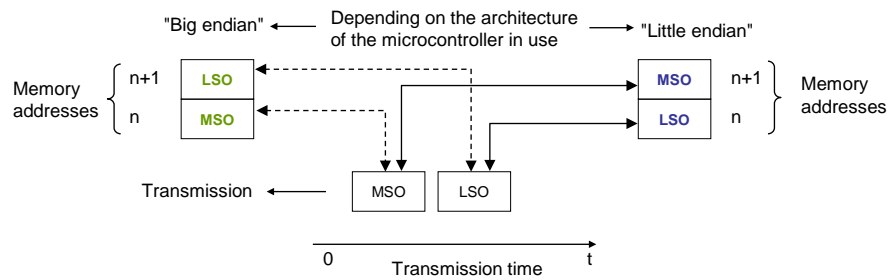 "Big endian"
Depending on the architecture
of the microcontroller in use
"Little endian"
Memory
addresses
n+1
n
LSO
MSO
MSO
LSO
n+1
n
Memory
addresses
Transmission
MSO
LSO
0
t
Transmission time